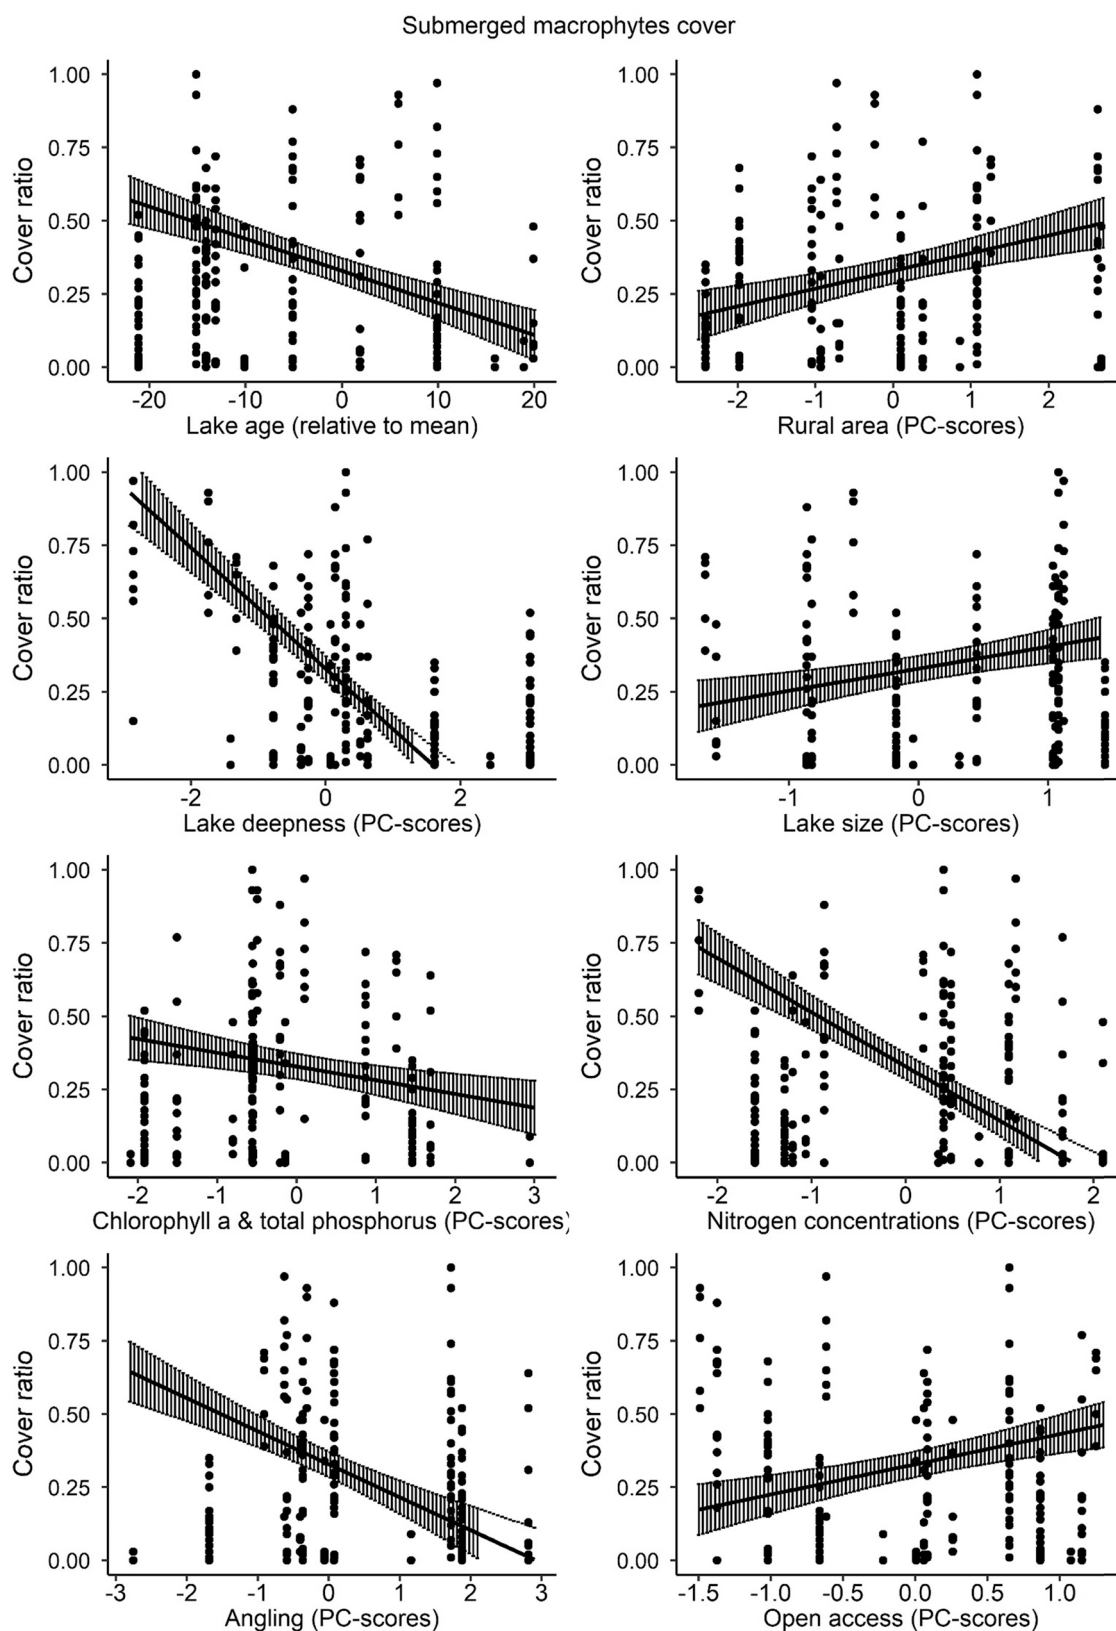 Submerged macrophytes cover
1.00
0.75
0.50
0.25
0.00
Cover ratio
-20 -10 0 10 20
Lake age (relative to mean)
1.00
0.75
0.50
0.25
0.00
Cover ratio
-2 -1 0 1 2
Rural area (PC-scores)
1.00
0.75
0.50
0.25
0.00
Cover ratio
-2 0 2
Lake deepness (PC-scores)
1.00
0.75
0.50
0.25
0.00
Cover ratio
-1 0 1
Lake size (PC-scores)
1.00
0.75
0.50
0.25
0.00
Cover ratio
-2 -1 0 1 2 3
Chlorophyll a & total phosphorus (PC-scores)
1.00
0.75
0.50
0.25
0.00
Cover ratio
-2 -1 0 1 2
Nitrogen concentrations (PC-scores)
1.00
0.75
0.50
0.25
0.00
Cover ratio
-3 -2 -1 0 1 2 3
Angling (PC-scores)
1.00
0.75
0.50
0.25
0.00
Cover ratio
-1.5 -1.0 -0.5 0.0 0.5 1.0
Open access (PC-scores)